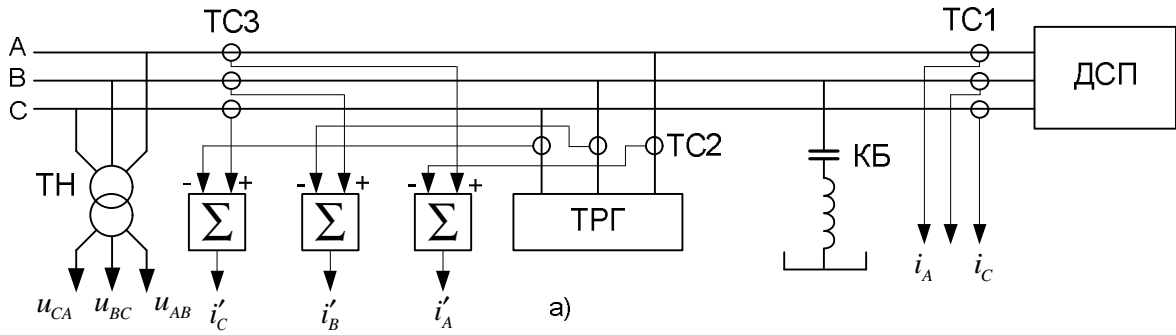 ТС3
ТС1
A
B
C
ДСП
ТС2
КБ
ТН
- +
- +
- +
Σ
Σ
Σ
ТРГ
i_A
i_C
u_CA
u_BC
u_AB
i′_C
i′_B
i′_A
а)